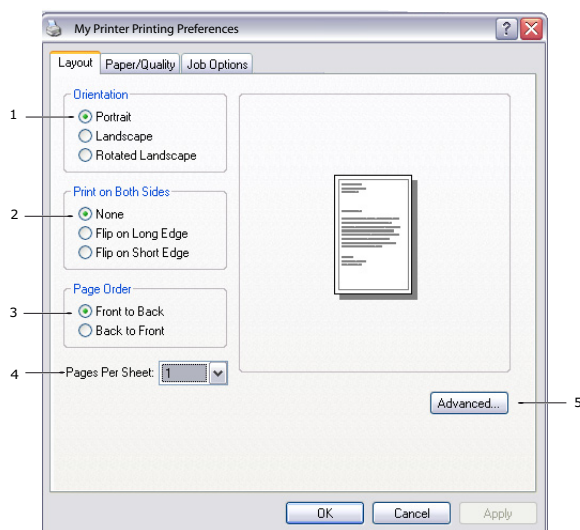 My Printer Printing Preferences
?
Layout
Paper/Quality
Job Options
Orientation
1
Portrait
Landscape
Rotated Landscape
Print on Both Sides
2
None
Flip on Long Edge
Flip on Short Edge
Page Order
3
Front to Back
Back to Front
4
Pages Per Sheet:
1
Advanced...
5
OK
Cancel
Apply